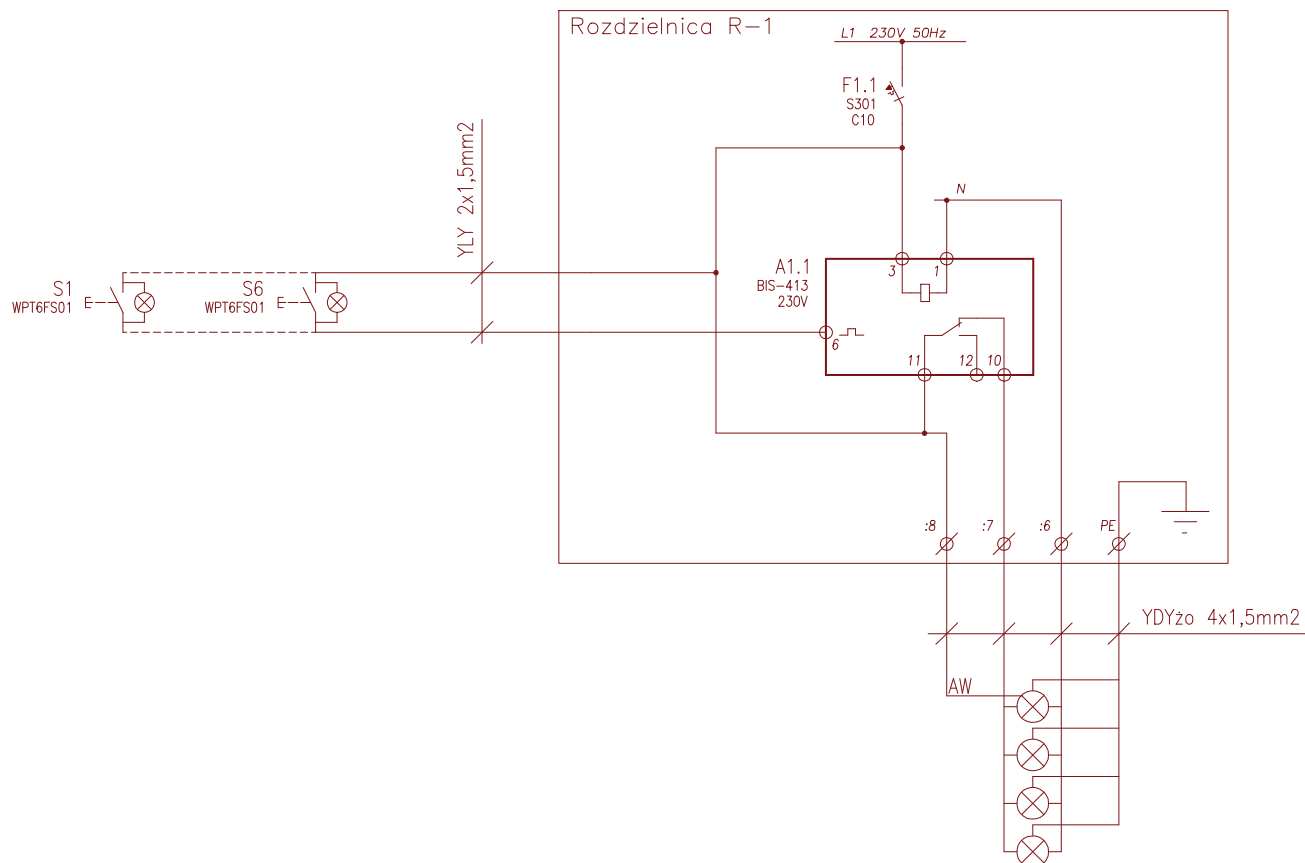 Rozdzielnica R-1
L1 230V 50Hz
F1.1
S301
C10
YLY 2x1,5mm2
N
A1.1
BIS-413
230V
3
1
S1
WPT6FS01
E
S6
WPT6FS01
E
6
11
12
10
:8
:7
:6
PE
YDYżo 4x1,5mm2
AW